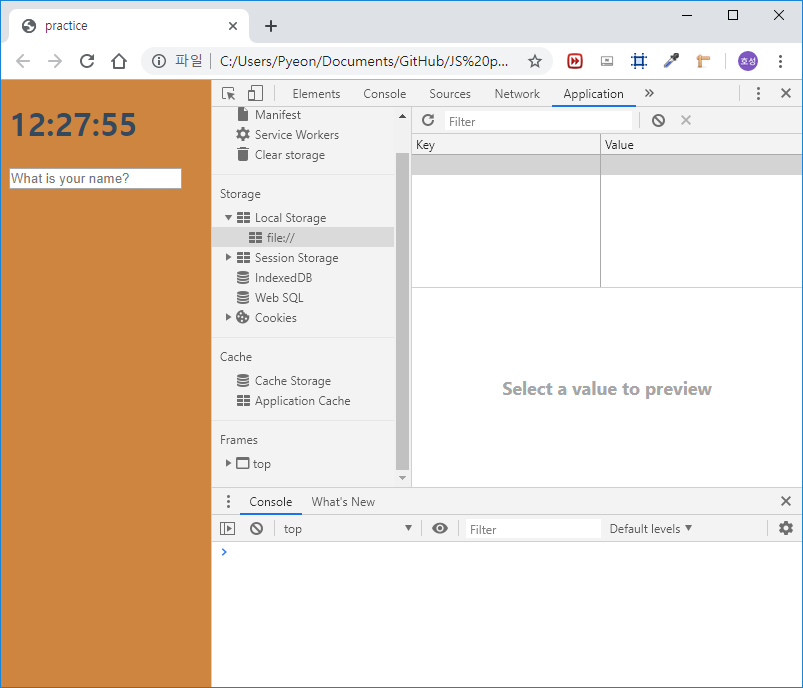 practice
파일 C:/Users/Pyeon/Documents/GitHub/JS%20p...
호성
12:27:55
What is your name?
Elements Console Sources Network Application
Manifest
Service Workers
Clear storage
Storage
Local Storage
file://
Session Storage
IndexedDB
Web SQL
Cookies
Cache
Cache Storage
Application Cache
Frames
top
Filter
Key Value
Select a value to preview
Console What's New
top Filter Default levels